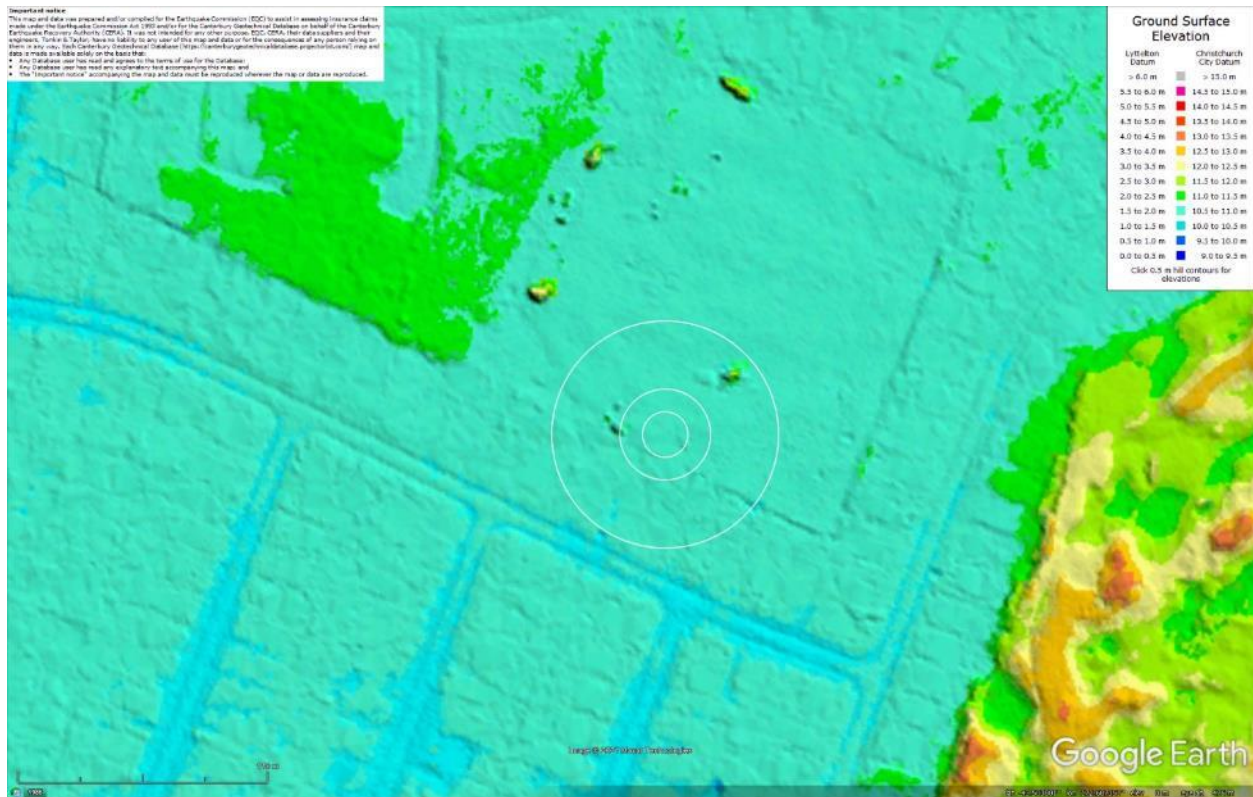 Important notice
This map and data was prepared and/or compiled for the Earthquake Commission (EQC) to assist in assessing insurance claims
made under the Earthquake Commission Act 1993 and/or for the Canterbury Geotechnical Database on behalf of the Canterbury
Earthquake Recovery Authority (CERA). It was not intended for any other purpose. EQC, CERA, their data suppliers and their
engineers, Tonkin & Taylor, have no liability to any user of this map and data or for the consequences of any person relying on
them in any way. Each Canterbury Geotechnical Database (https://canterburygeotechnicaldatabase.projectorbit.com/) map and
data is made available solely on the basis that:
• Any Database user has read and agrees to the terms of use for the Database;
• Any Database user has read any explanatory text accompanying this map; and
• The "Important notice" accompanying the map and data must be reproduced wherever the map or data are reproduced.
Ground Surface
Elevation
Lyttelton Datum Christchurch City Datum
> 6.0 m > 15.0 m
5.5 to 6.0 m 14.5 to 15.0 m
5.0 to 5.5 m 14.0 to 14.5 m
4.5 to 5.0 m 13.5 to 14.0 m
4.0 to 4.5 m 13.0 to 13.5 m
3.5 to 4.0 m 12.5 to 13.0 m
3.0 to 3.5 m 12.0 to 12.5 m
2.5 to 3.0 m 11.5 to 12.0 m
2.0 to 2.5 m 11.0 to 11.5 m
1.5 to 2.0 m 10.5 to 11.0 m
1.0 to 1.5 m 10.0 to 10.5 m
0.5 to 1.0 m 9.5 to 10.0 m
0.0 to 0.5 m 9.0 to 9.5 m
Click 0.5 m hill contours for
elevations
Image © Maxar Technologies
Google Earth